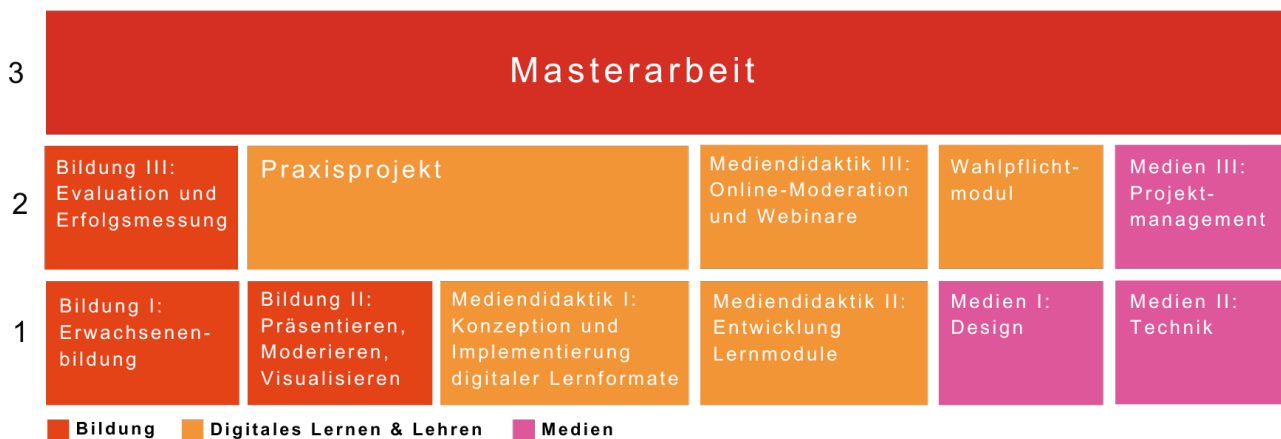 3
Masterarbeit
2
Bildung III:
Evaluation und
Erfolgsmessung
Praxisprojekt
Mediendidaktik III:
Online-Moderation
und Webinare
Wahlpflicht-
modul
Medien III:
Projekt-
management
1
Bildung I:
Erwachsenen-
bildung
Bildung II:
Präsentieren,
Moderieren,
Visualisieren
Mediendidaktik I:
Konzeption und
Implementierung
digitaler Lernformate
Mediendidaktik II:
Entwicklung
Lernmodule
Medien I:
Design
Medien II:
Technik
Bildung
Digitales Lernen & Lehren
Medien